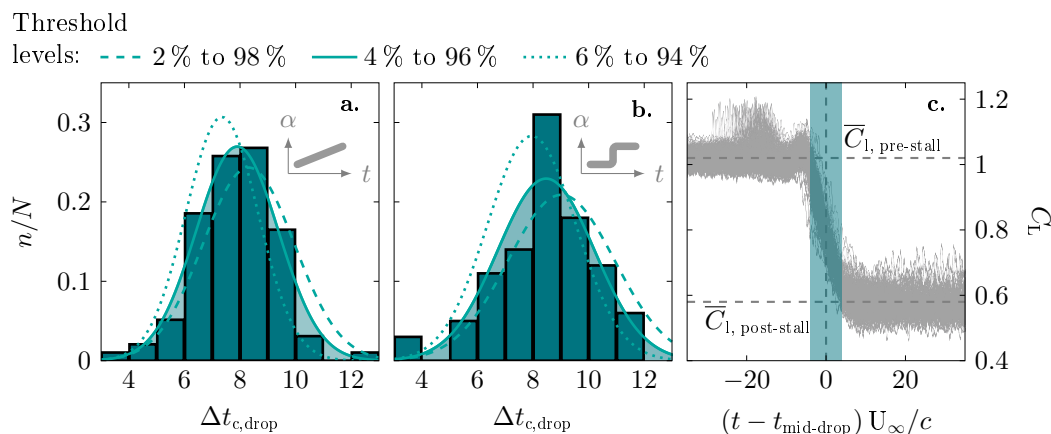 Threshold
levels: 2 % to 98 % 4 % to 96 % 6 % to 94 %
a. b. c.
0.3 0.2 0.1 0
n/N
α t
α t
4 6 8 10 12
Δt_c,drop
4 6 8 10 12
Δt_c,drop
C̅_l, pre-stall
C̅_l, post-stall
1.2 1 0.8 0.6 0.4
C_L
−20 0 20
(t − t_mid-drop) U_∞/c